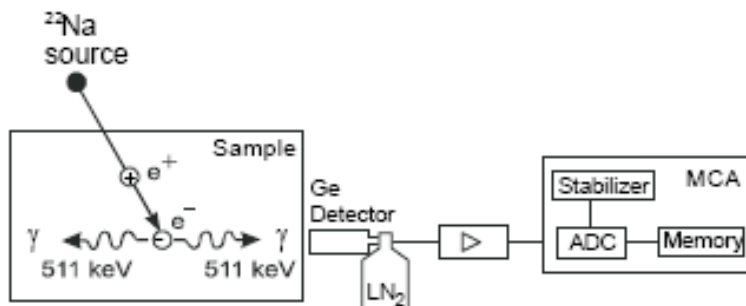 ²²Na
source
Sample
e⁺
e⁻
γ
γ
511 keV
511 keV
Ge
Detector
LN₂
MCA
Stabilizer
ADC
Memory